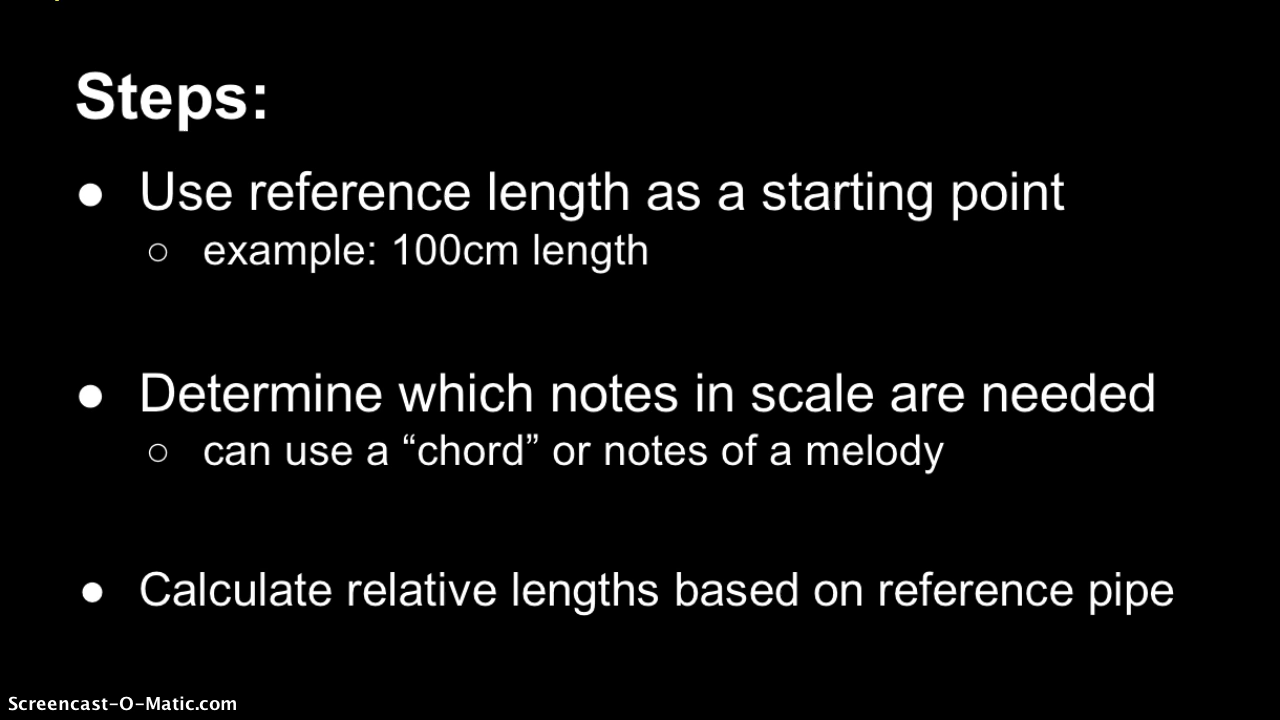 Steps:
● Use reference length as a starting point
○ example: 100cm length
● Determine which notes in scale are needed
○ can use a “chord” or notes of a melody
● Calculate relative lengths based on reference pipe
Screencast-O-Matic.com